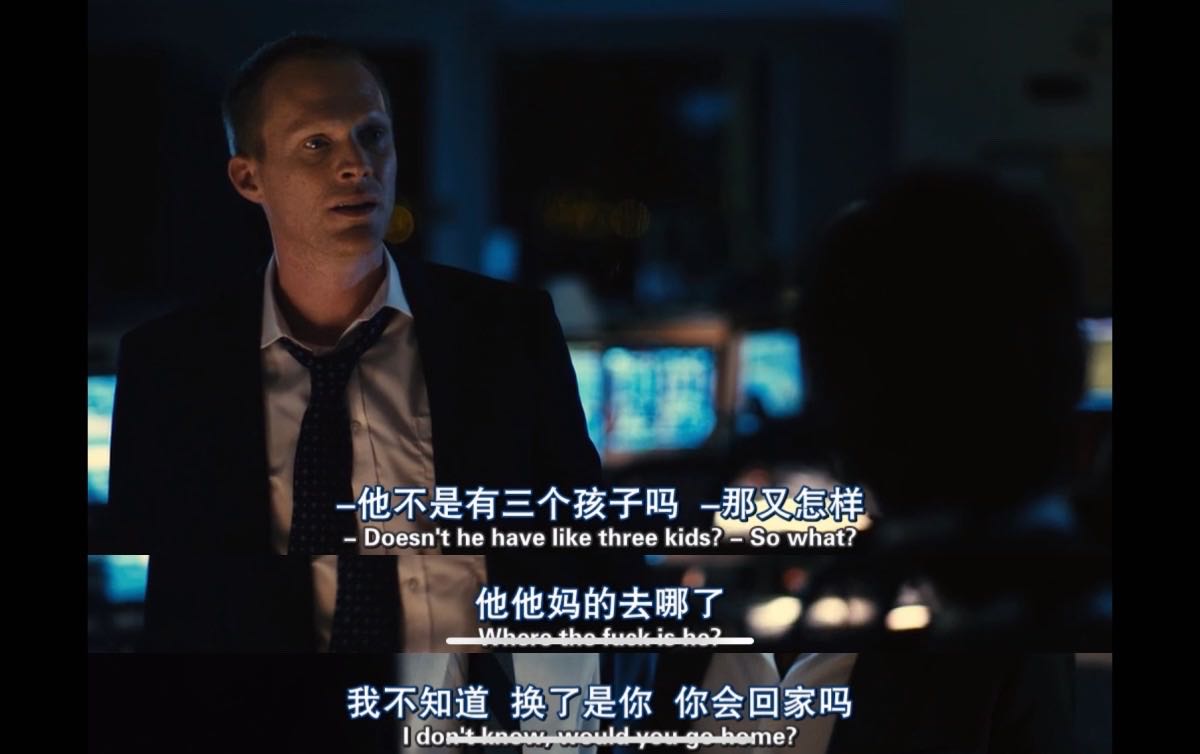 -他不是有三个孩子吗 -那又怎样
- Doesn't he have like three kids? - So what?
他他妈的去哪了
Where the fuck is he?
我不知道 换了是你 你会回家吗
I don't know, would you go home?